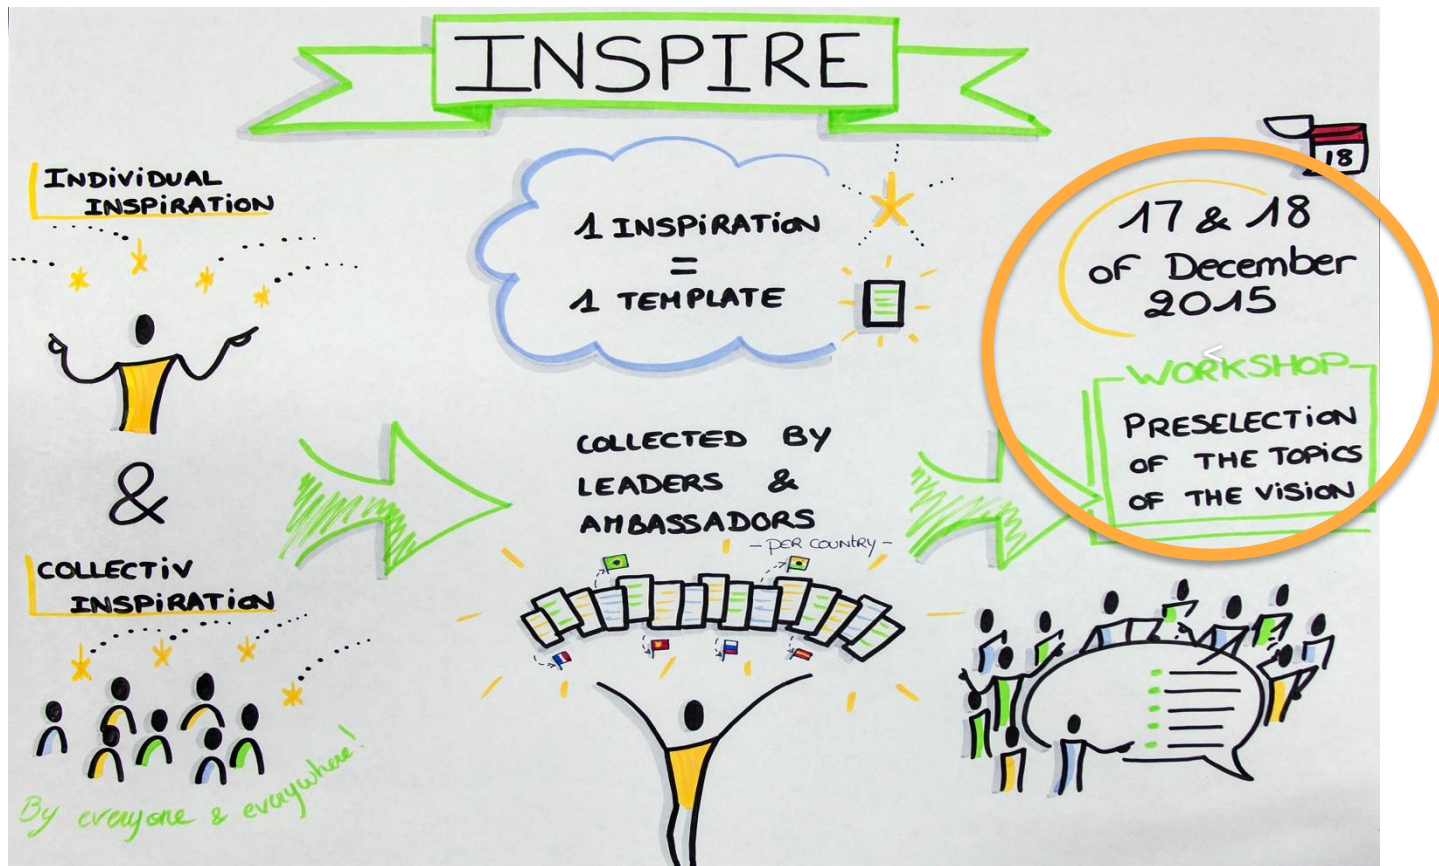 INSPIRE
INDiViDUAL
INSPiRATiON
&
COLLECTiV
INSPiRATiON
By everyone & everywhere!
1 INSPiRATiON
=
1 TEMPLATE
COLLECTED BY
LEADERS &
AMBASSADORS
- PER COUNTRY -
18
17 & 18
OF December
2015
<
WORKSHOP
PRESELECTiON
OF THE TOPiCS
OF THE ViSiON